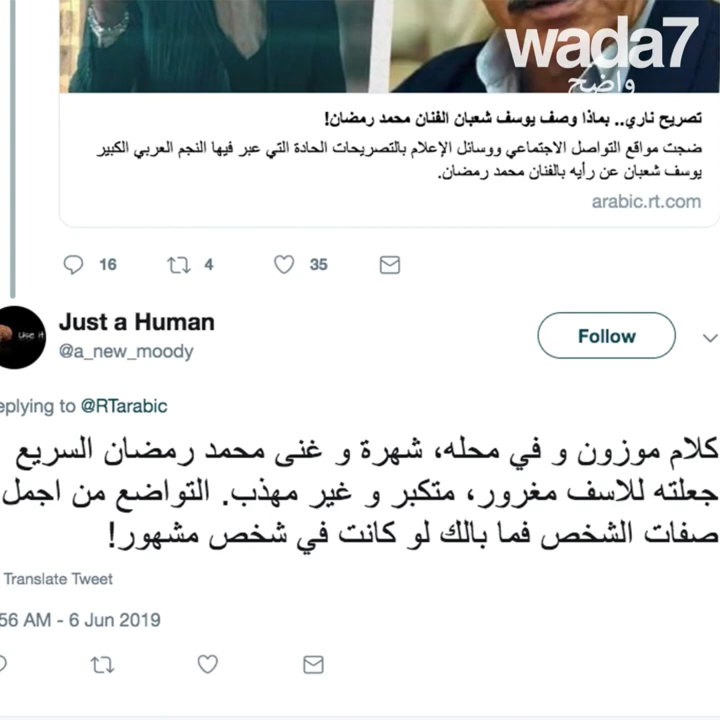 wada7
واضح
تصريح ناري.. بماذا وصف يوسف شعبان الفنان محمد رمضان!
ضجت مواقع التواصل الاجتماعي ووسائل الإعلام بالتصريحات الحادة التي عبر فيها النجم العربي الكبير
يوسف شعبان عن رأيه بالفنان محمد رمضان.
arabic.rt.com
16 4 35
Use it
Just a Human
@a_new_moody
Follow
eplying to @RTarabic
كلام موزون و في محله، شهرة و غنى محمد رمضان السريع
جعلته للاسف مغرور، متكبر و غير مهذب. التواضع من اجمل
صفات الشخص فما بالك لو كانت في شخص مشهور!
Translate Tweet
56 AM - 6 Jun 2019